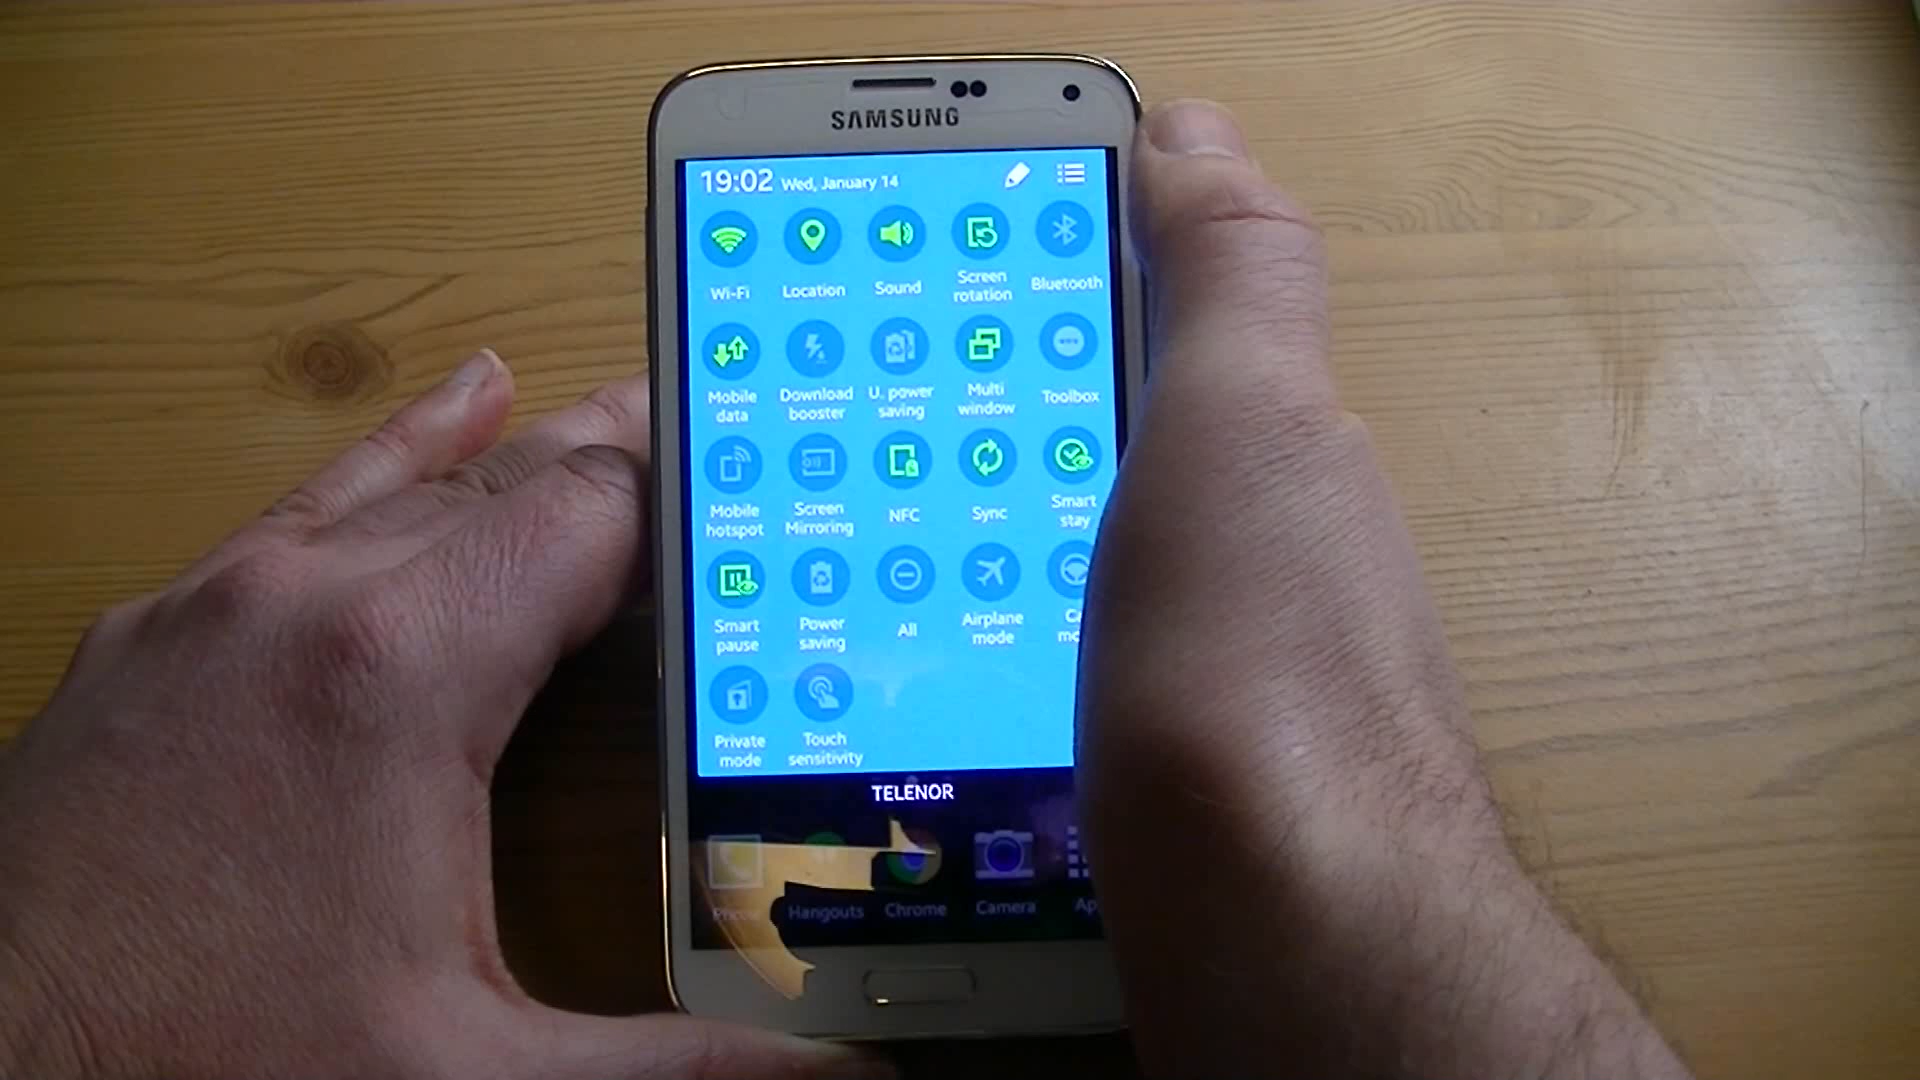 SAMSUNG
19:02 Wed, January 14
Wi-Fi Location Sound Screen rotation Bluetooth
Mobile data Download booster U. power saving Multi window Toolbox
Mobile hotspot Screen Mirroring NFC Sync Smart stay
Smart pause Power saving All Airplane mode
Private mode Touch sensitivity
TELENOR
Phone Hangouts Chrome Camera